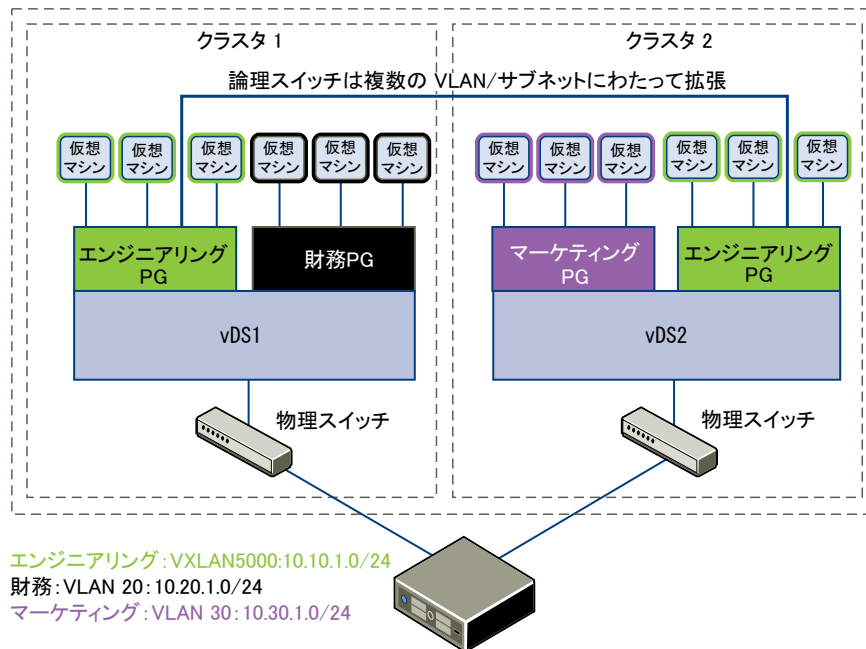 クラスタ 1
クラスタ 2
論理スイッチは複数の VLAN/サブネットにわたって拡張
仮想
マシン
仮想
マシン
仮想
マシン
仮想
マシン
仮想
マシン
仮想
マシン
仮想
マシン
仮想
マシン
仮想
マシン
仮想
マシン
仮想
マシン
仮想
マシン
エンジニアリング
PG
財務PG
マーケティング
PG
エンジニアリング
PG
vDS1
vDS2
物理スイッチ
物理スイッチ
エンジニアリング:VXLAN5000:10.10.1.0/24
財務:VLAN 20:10.20.1.0/24
マーケティング:VLAN 30:10.30.1.0/24